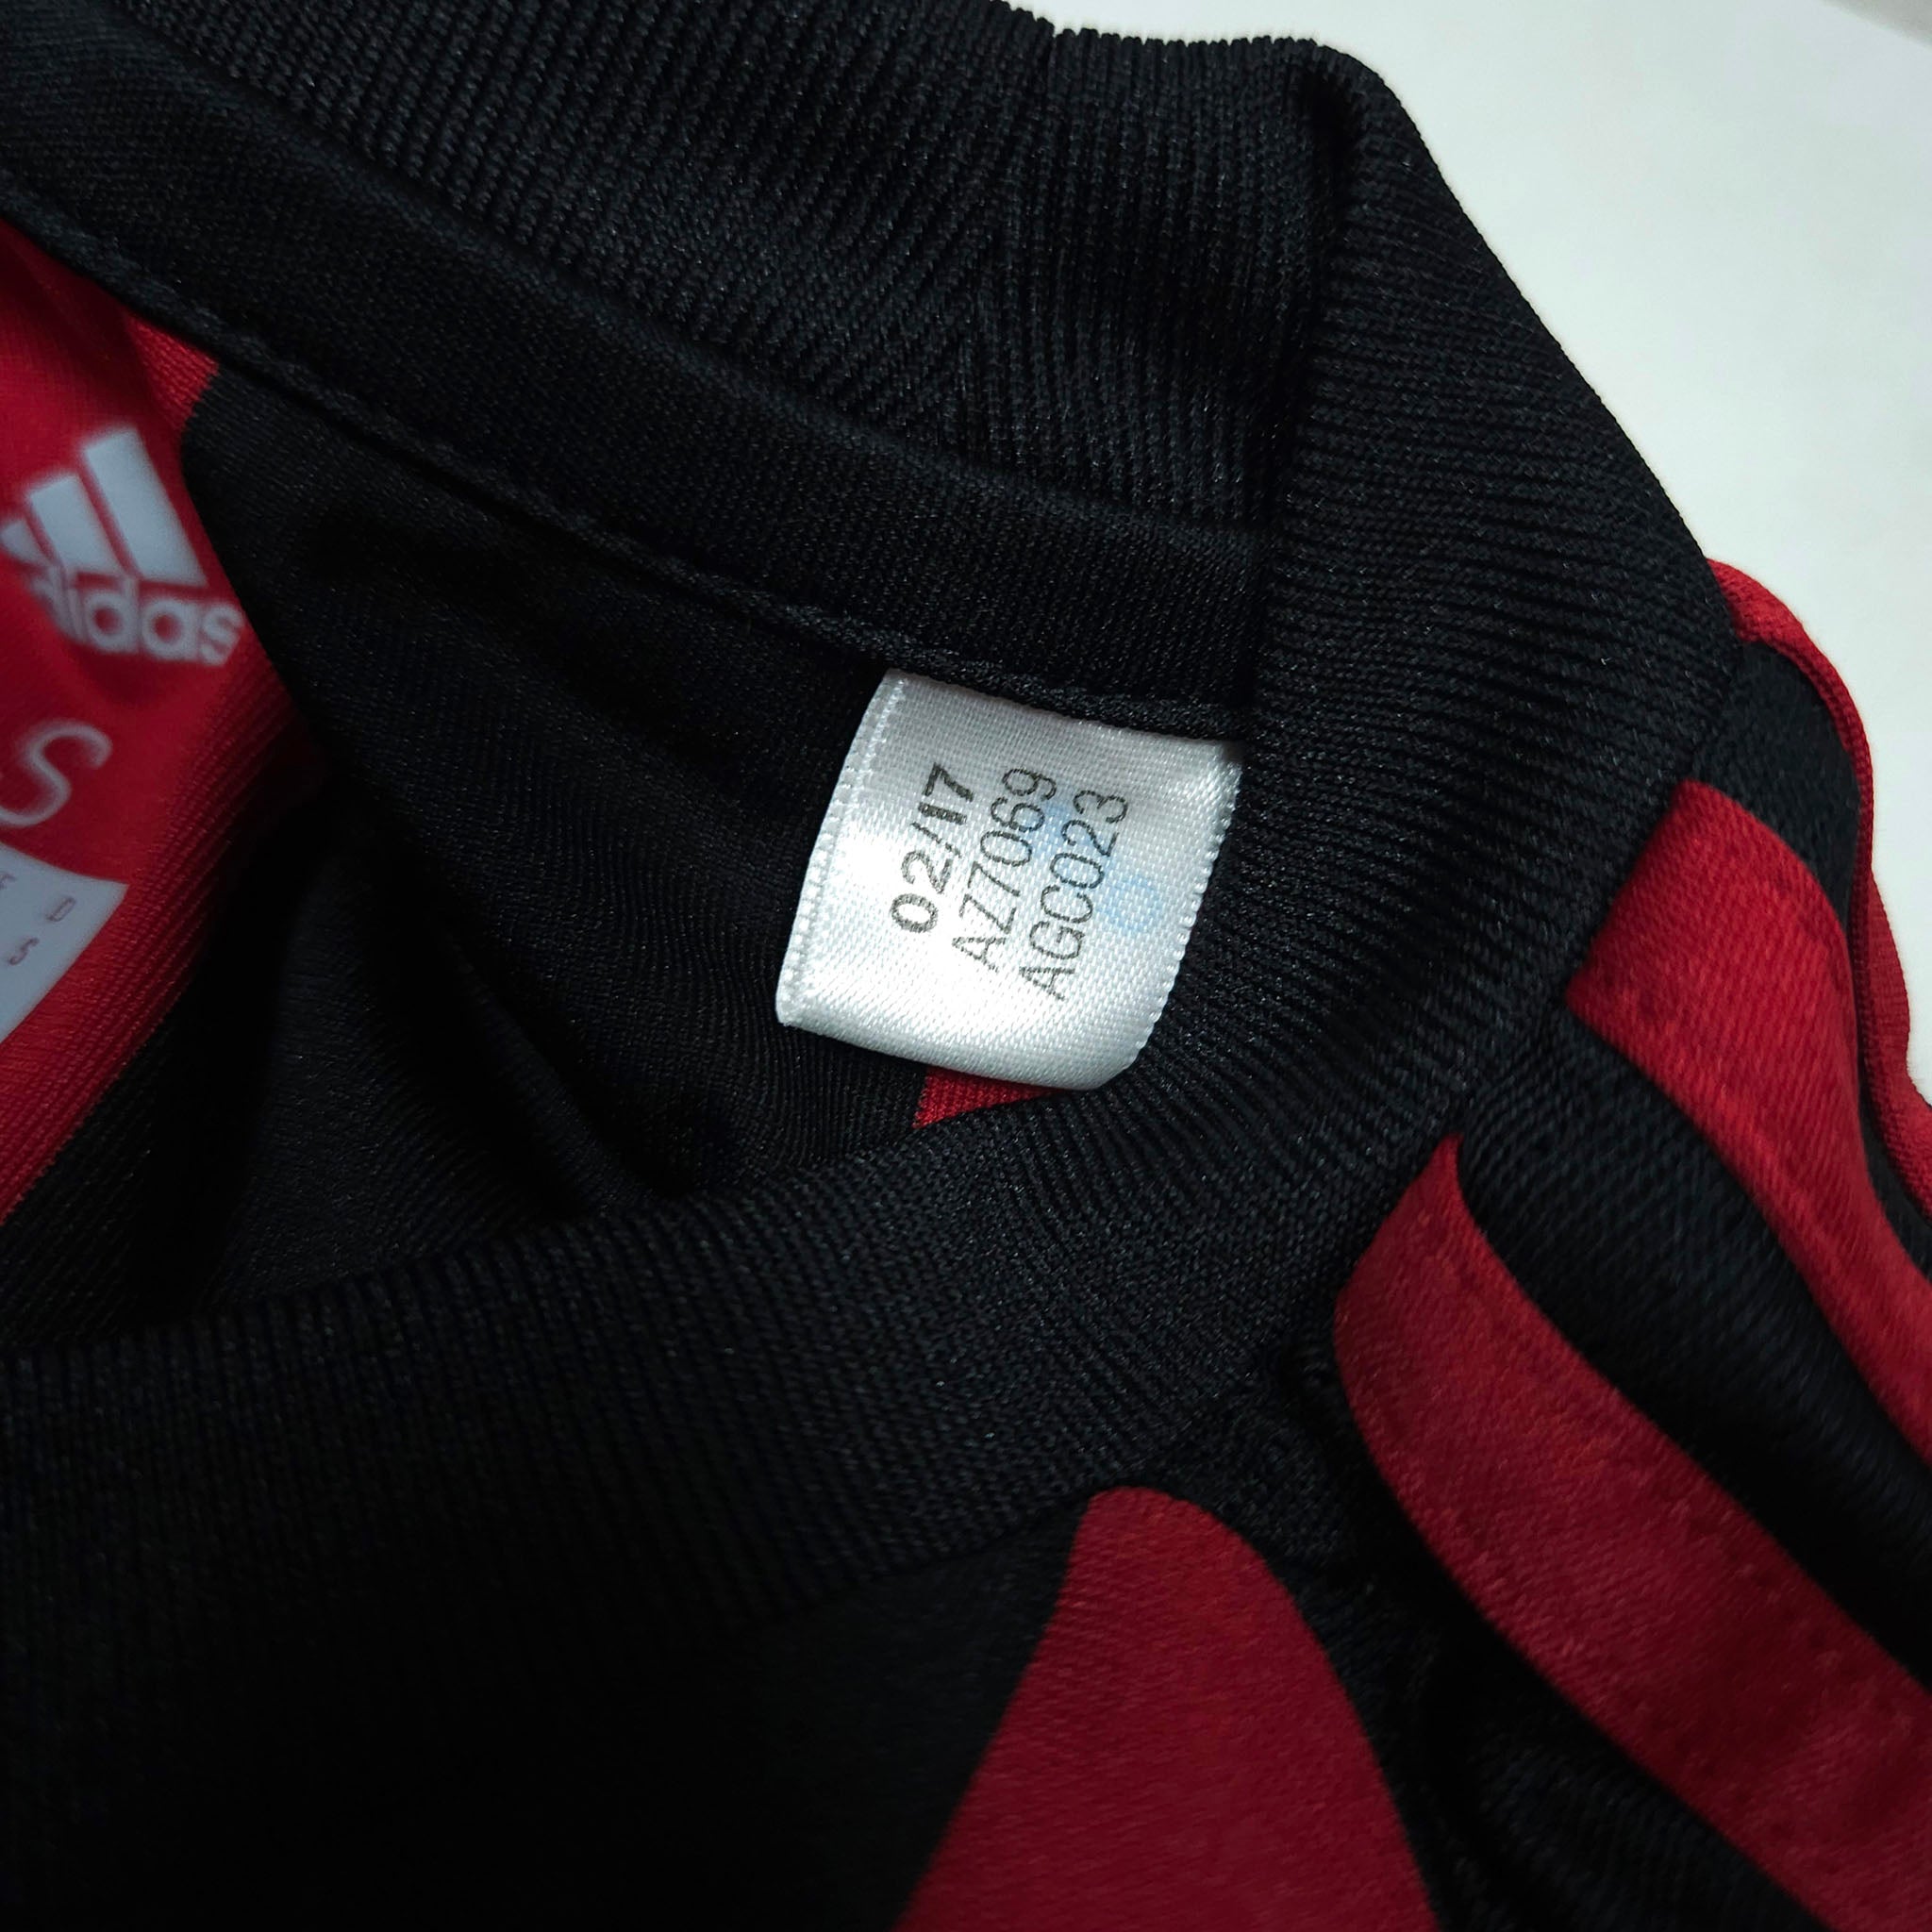 adidas
S
D
S
02/17
AZ7069
AGC023